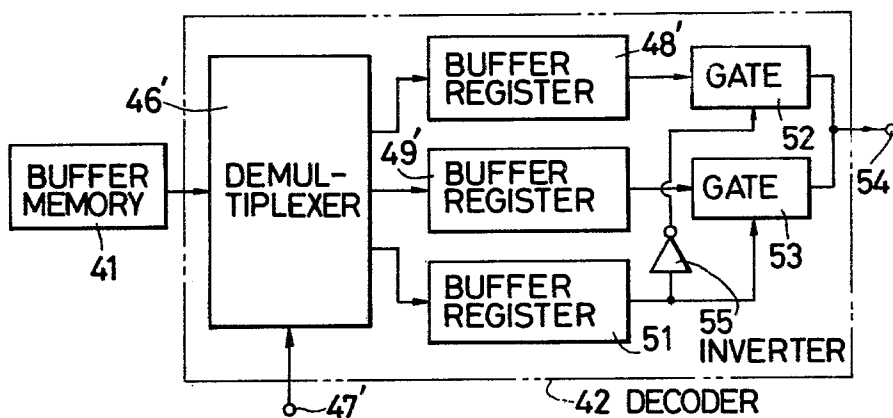 BUFFER
MEMORY
41
46'
DEMUL-
TIPLEXER
47'
BUFFER
REGISTER
48'
49'
BUFFER
REGISTER
BUFFER
REGISTER
51
GATE
52
GATE
53
54
55
INVERTER
42 DECODER